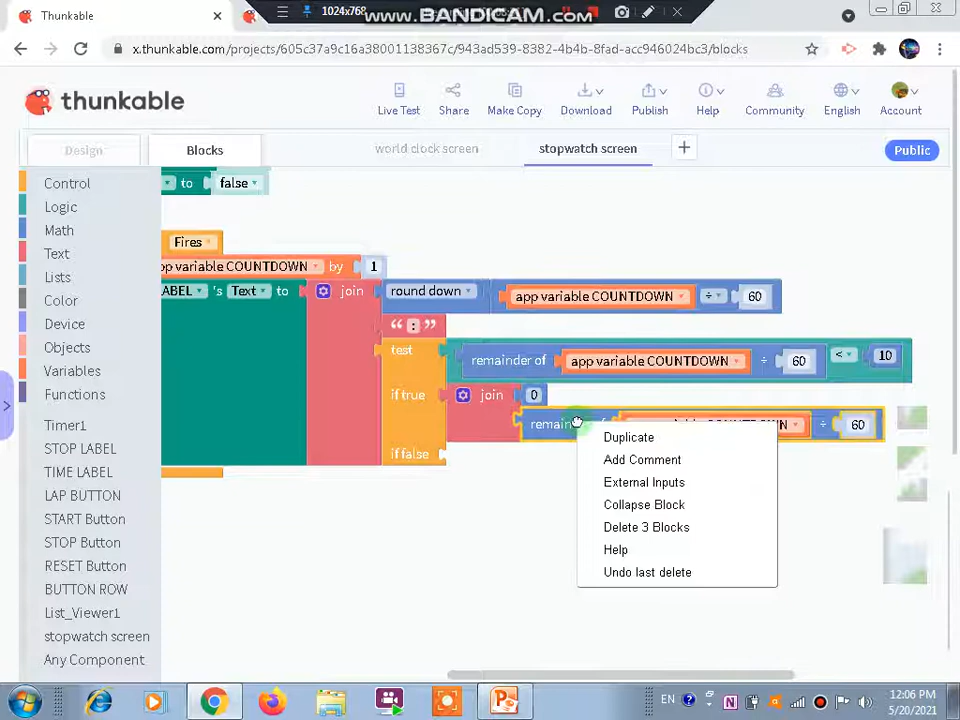 Thunkable
1024x768
www.BANDICAM.com
x.thunkable.com/projects/605c37a9c16a38001138367c/943ad539-8382-4b4b-8fad-acc946024bc3/blocks
thunkable
Live Test
Share
Make Copy
Download
Publish
Help
Community
English
Account
Design
Blocks
world clock screen
stopwatch screen
+
Public
Control
Logic
Math
Text
Lists
Color
Device
Objects
Variables
Functions
Timer1
STOP LABEL
TIME LABEL
LAP BUTTON
START Button
STOP Button
RESET Button
BUTTON ROW
List_Viewer1
stopwatch screen
Any Component
to false
Fires
app variable COUNTDOWN by 1
LABEL 's Text to join round down app variable COUNTDOWN ÷ 60
“ : ”
test remainder of app variable COUNTDOWN ÷ 60 < 10
if true join 0
60
if false
Duplicate
Add Comment
External Inputs
Collapse Block
Delete 3 Blocks
Help
Undo last delete
EN
12:06 PM
5/20/2021